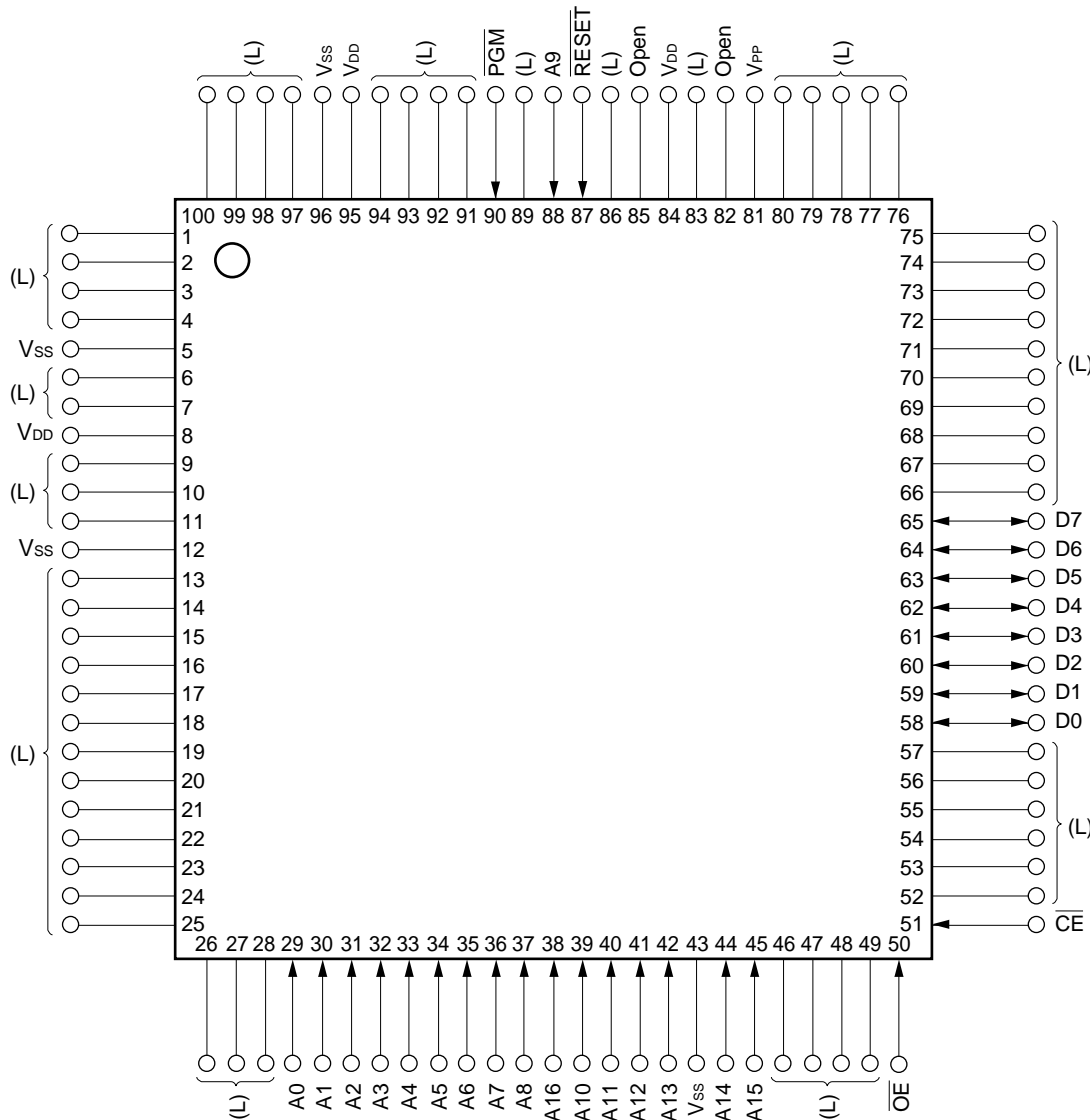 (L) VSS VDD (L) PGM (L) A9 RESET (L) Open VDD (L) Open VPP (L)
100 99 98 97 96 95 94 93 92 91 90 89 88 87 86 85 84 83 82 81 80 79 78 77 76
1 75
2 74
(L)
3 73
4 72
VSS 5 71
6 70 (L)
(L)
7 69
VDD 8 68
9 67
(L) 10 66
11 65 D7
VSS 12 64 D6
13 63 D5
14 62 D4
15 61 D3
16 60 D2
17 59 D1
18 58 D0
(L) 19 57
20 56
21 55
(L)
22 54
23 53
24 52
25 51 CE
26 27 28 29 30 31 32 33 34 35 36 37 38 39 40 41 42 43 44 45 46 47 48 49 50
(L) A0 A1 A2 A3 A4 A5 A6 A7 A8 A16 A10 A11 A12 A13 VSS A14 A15 (L) OE